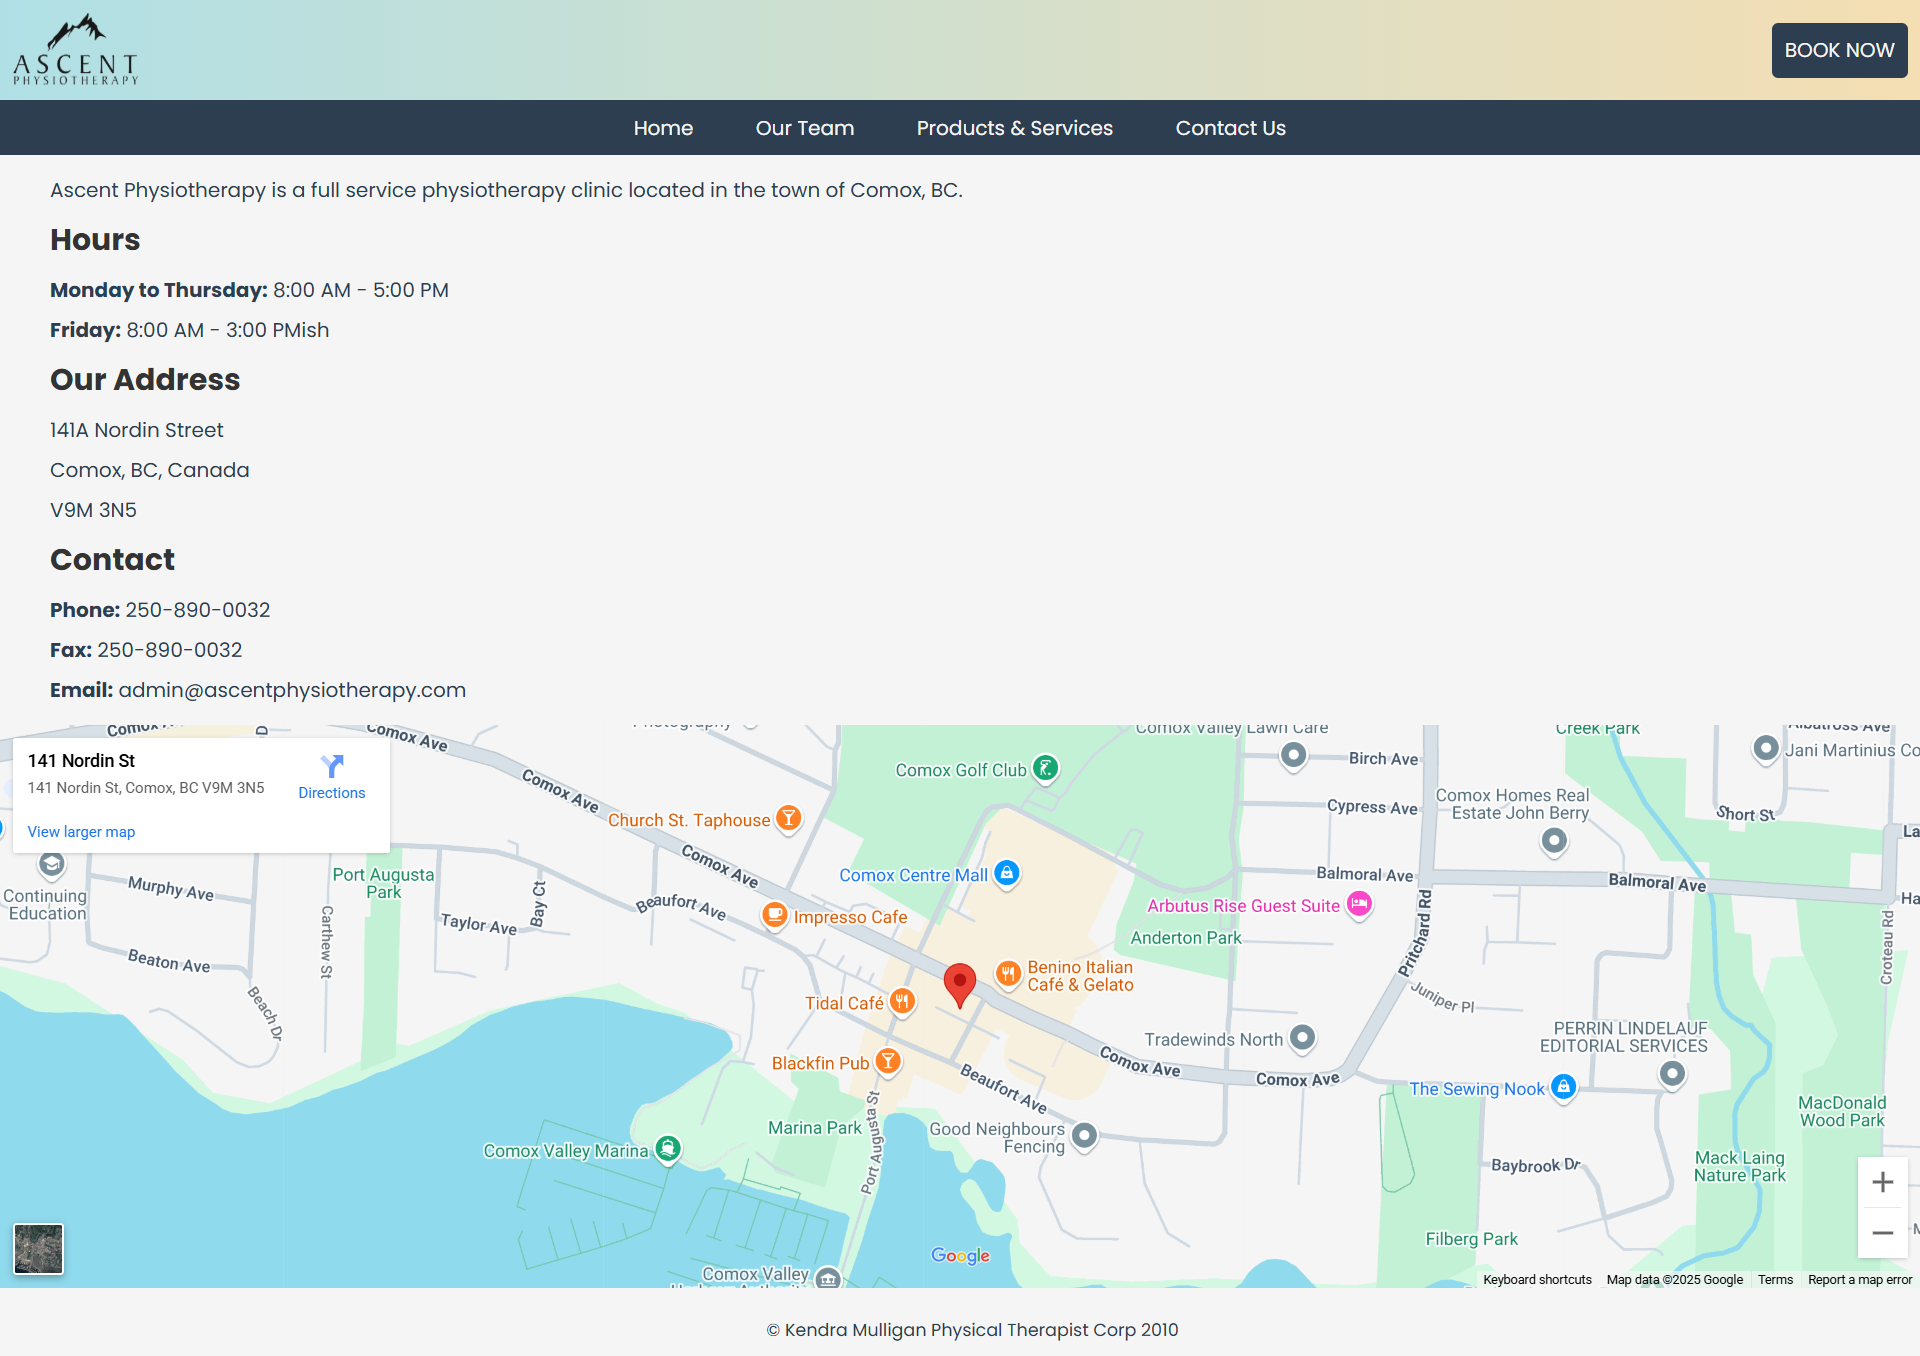 ASCENT
PHYSIOTHERAPY
BOOK NOW
Home
Our Team
Products & Services
Contact Us
Ascent Physiotherapy is a full service physiotherapy clinic located in the town of Comox, BC.
Hours
Monday to Thursday: 8:00 AM - 5:00 PM
Friday: 8:00 AM - 3:00 PMish
Our Address
141A Nordin Street
Comox, BC, Canada
V9M 3N5
Contact
Phone: 250-890-0032
Fax: 250-890-0032
Email: admin@ascentphysiotherapy.com
141 Nordin St
141 Nordin St, Comox, BC V9M 3N5
Directions
View larger map
Comox Ave
Photography
Comox Valley Lawn Care
Creek Park
Albatross Ave
Jani Martinius Co
Birch Ave
Comox Golf Club
Comox Ave
Cypress Ave
Comox Homes Real
Estate John Berry
Short St
Church St. Taphouse
Comox Ave
Comox Centre Mall
Balmoral Ave
Balmoral Ave
Port Augusta
Park
Continuing
Education
Murphy Ave
Bay Ct
Beaufort Ave
Impresso Cafe
Arbutus Rise Guest Suite
Pritchard Rd
Taylor Ave
Carthew St
Anderton Park
Croteau Rd
Beaton Ave
Beach Dr
Benino Italian
Café & Gelato
Tidal Café
Juniper Pl
Tradewinds North
PERRIN LINDELAUF
EDITORIAL SERVICES
Blackfin Pub
Comox Ave
Comox Ave
Beaufort Ave
The Sewing Nook
MacDonald
Wood Park
Marina Park
Port Augusta St
Good Neighbours
Fencing
Comox Valley Marina
Baybrook Dr
Mack Laing
Nature Park
Filberg Park
Google
Comox Valley
Keyboard shortcuts
Map data ©2025 Google
Terms
Report a map error
© Kendra Mulligan Physical Therapist Corp 2010